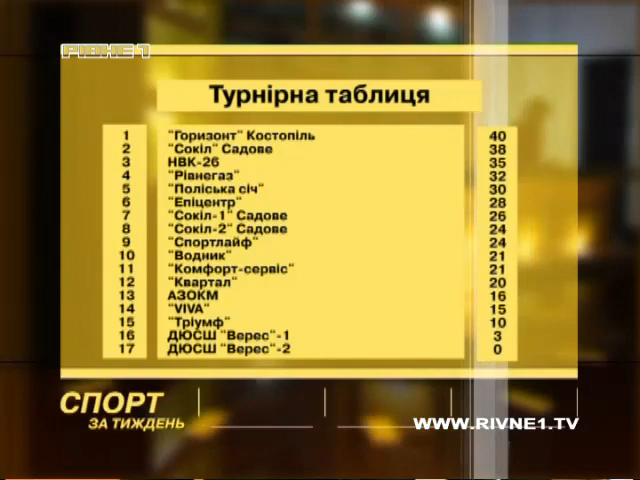 РІВНЕ 1
Турнірна таблиця
1 "Горизонт" Костопіль 40
2 "Сокіл" Садове 38
3 НВК-26 35
4 "Рівнегаз" 32
5 "Поліська січ" 30
6 "Епіцентр" 28
7 "Сокіл-1" Садове 26
8 "Сокіл-2" Садове 24
9 "Спортлайф" 24
10 "Водник" 21
11 "Комфорт-сервіс" 21
12 "Квартал" 20
13 АЗОКМ 16
14 "VIVA" 15
15 "Тріумф" 10
16 ДЮСШ "Верес"-1 3
17 ДЮСШ "Верес"-2 0
СПОРТ
ЗА ТИЖДЕНЬ
WWW.RIVNE1.TV